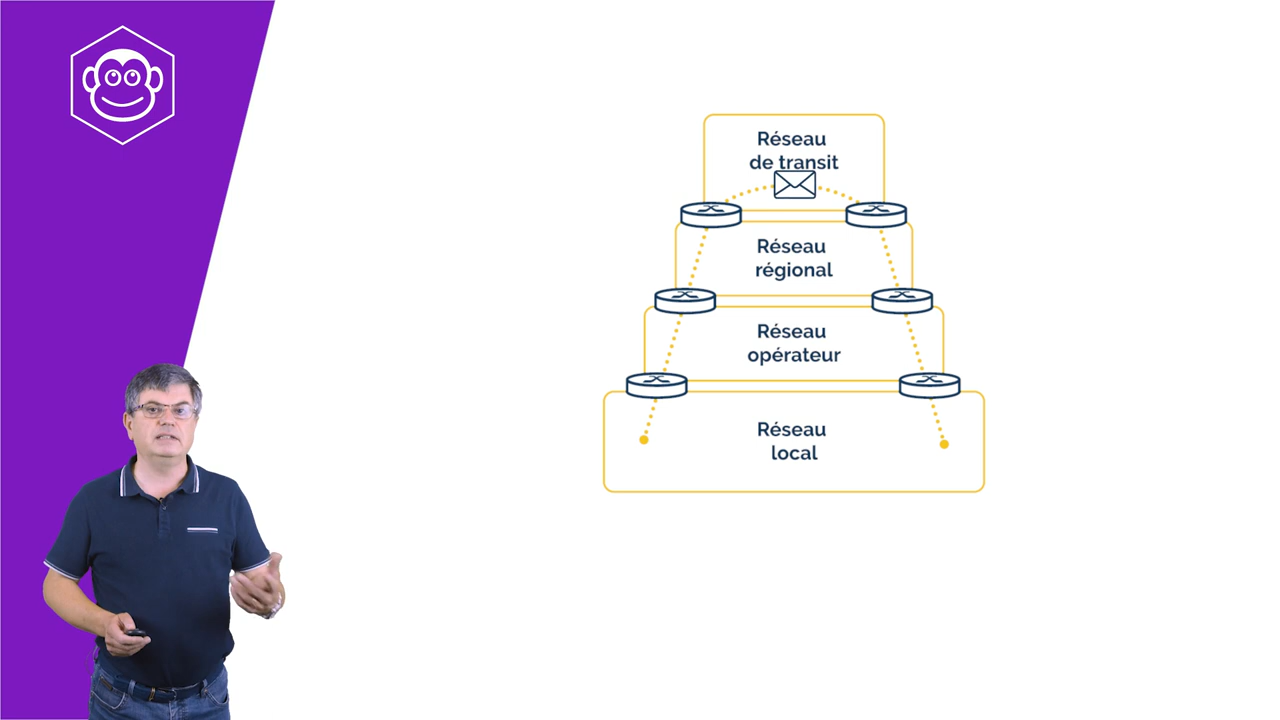 Réseau
de transit
Réseau
régional
Réseau
opérateur
Réseau
local